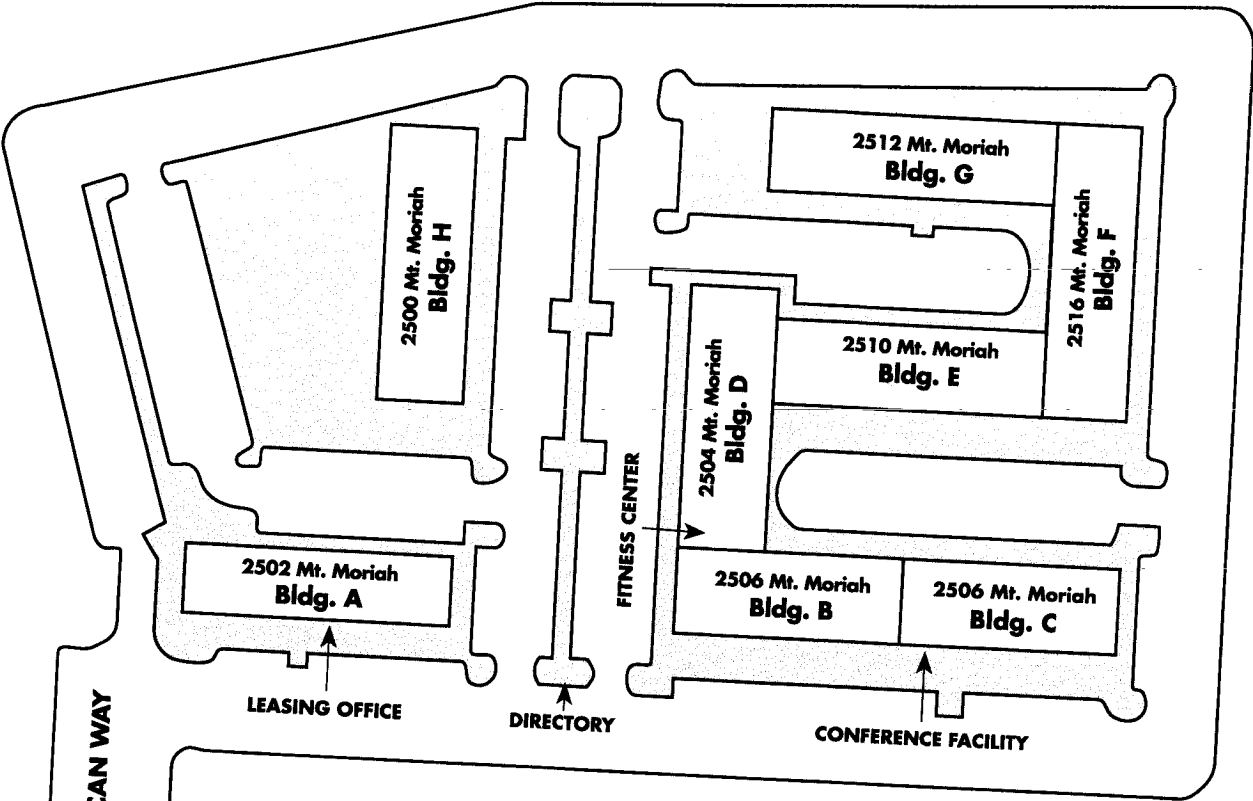 2512 Mt. Moriah
Bldg. G
2500 Mt. Moriah
Bldg. H
2516 Mt. Moriah
Bldg. F
2510 Mt. Moriah
Bldg. E
2504 Mt. Moriah
Bldg. D
FITNESS CENTER
2502 Mt. Moriah
Bldg. A
2506 Mt. Moriah
Bldg. B
2506 Mt. Moriah
Bldg. C
LEASING OFFICE
DIRECTORY
CONFERENCE FACILITY
CAN WAY